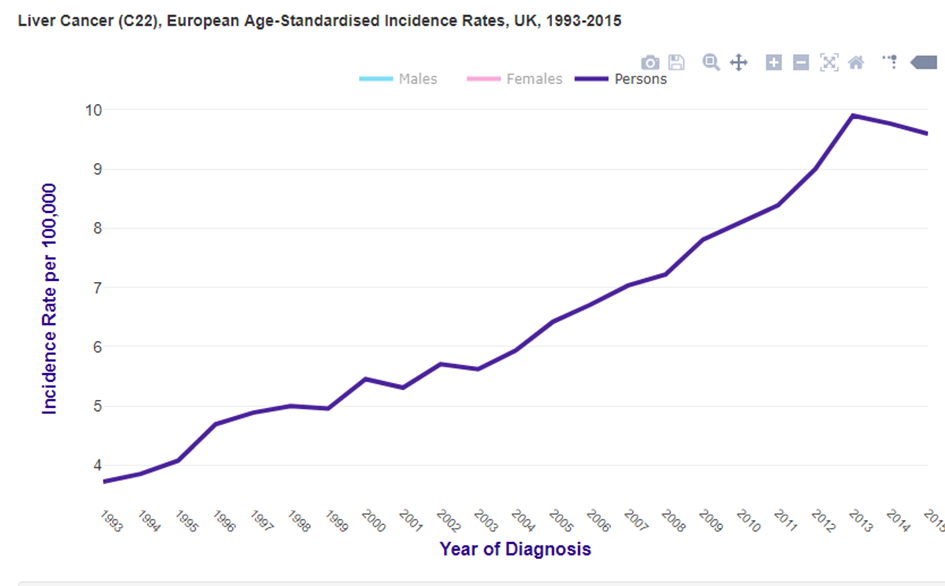 Liver Cancer (C22), European Age-Standardised Incidence Rates, UK, 1993-2015
Males Females Persons
10
9
8
7
6
5
4
Incidence Rate per 100,000
1993 1994 1995 1996 1997 1998 1999 2000 2001 2002 2003 2004 2005 2006 2007 2008 2009 2010 2011 2012 2013 2014 2015
Year of Diagnosis